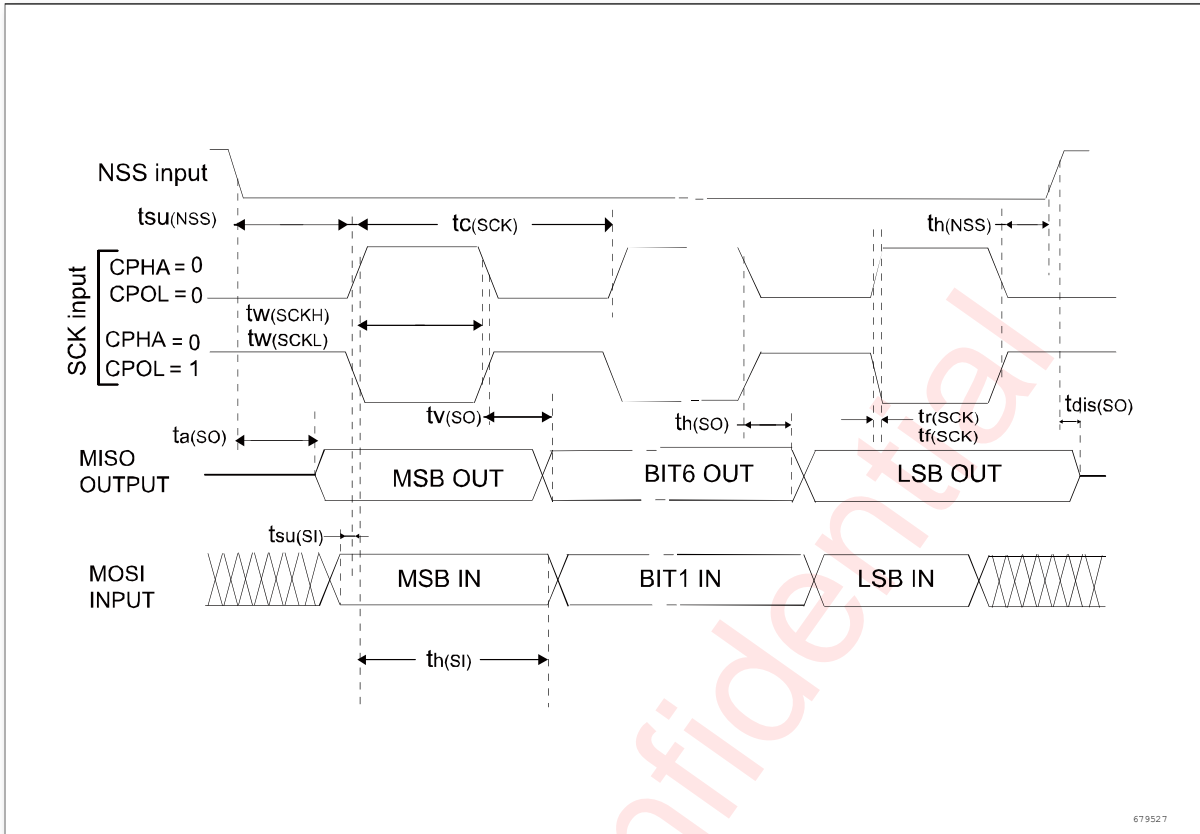 NSS input
tsu(NSS)
tc(SCK)
th(NSS)
SCK input
CPHA = 0
CPOL = 0
tw(SCKH)
CPHA = 0
tw(SCKL)
CPOL = 1
tv(SO)
th(SO)
tr(SCK)
tf(SCK)
tdis(SO)
ta(SO)
MISO
OUTPUT
MSB OUT
BIT6 OUT
LSB OUT
tsu(SI)
MOSI
INPUT
MSB IN
BIT1 IN
LSB IN
th(SI)
nfidential
679527